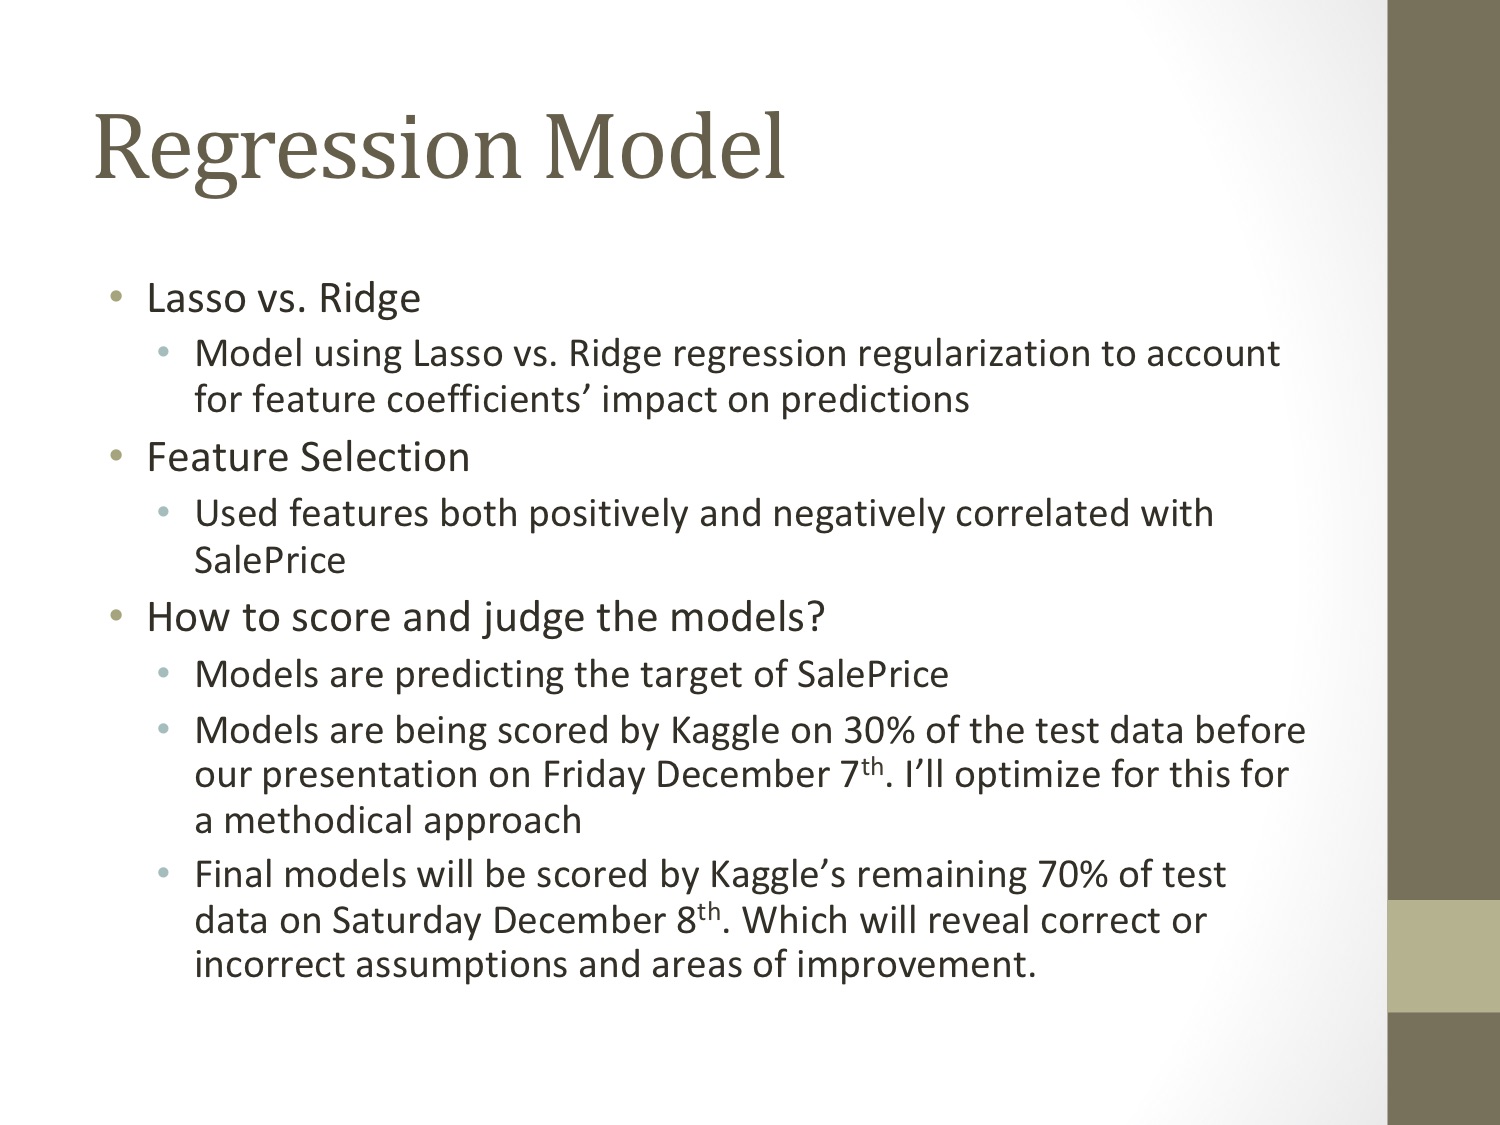 Regression Model
• Lasso vs. Ridge
• Model using Lasso vs. Ridge regression regularization to account
for feature coefficients’ impact on predictions
• Feature Selection
• Used features both positively and negatively correlated with
SalePrice
• How to score and judge the models?
• Models are predicting the target of SalePrice
• Models are being scored by Kaggle on 30% of the test data before
our presentation on Friday December 7th. I’ll optimize for this for
a methodical approach
• Final models will be scored by Kaggle’s remaining 70% of test
data on Saturday December 8th. Which will reveal correct or
incorrect assumptions and areas of improvement.